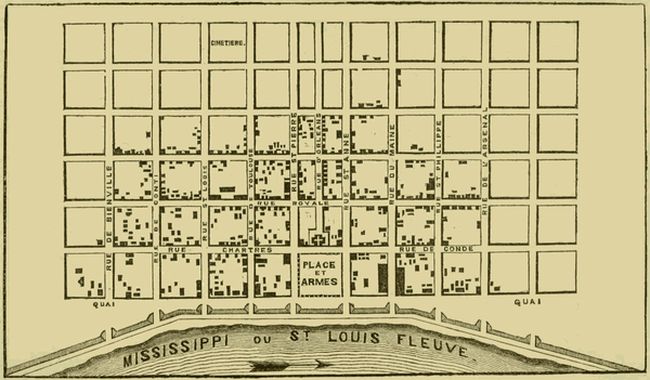 CIMETIERE.
RUE DE BIENVILLE
RUE DE CONTI
RUE ST LOUIS
RUE DE TOULOUSE
RUE ST PIERRE
RUE D'ORLEANS
RUE ST ANNE
RUE DU MAINE
RUE ST PHILLIPPE
RUE DE L'ARSENAL
RUE ROYALE
RUE CHARTRES
RUE DE CONDE
PLACE
ET
ARMES
QUAI
QUAI
MISSISSIPPI OU ST LOUIS FLEUVE.